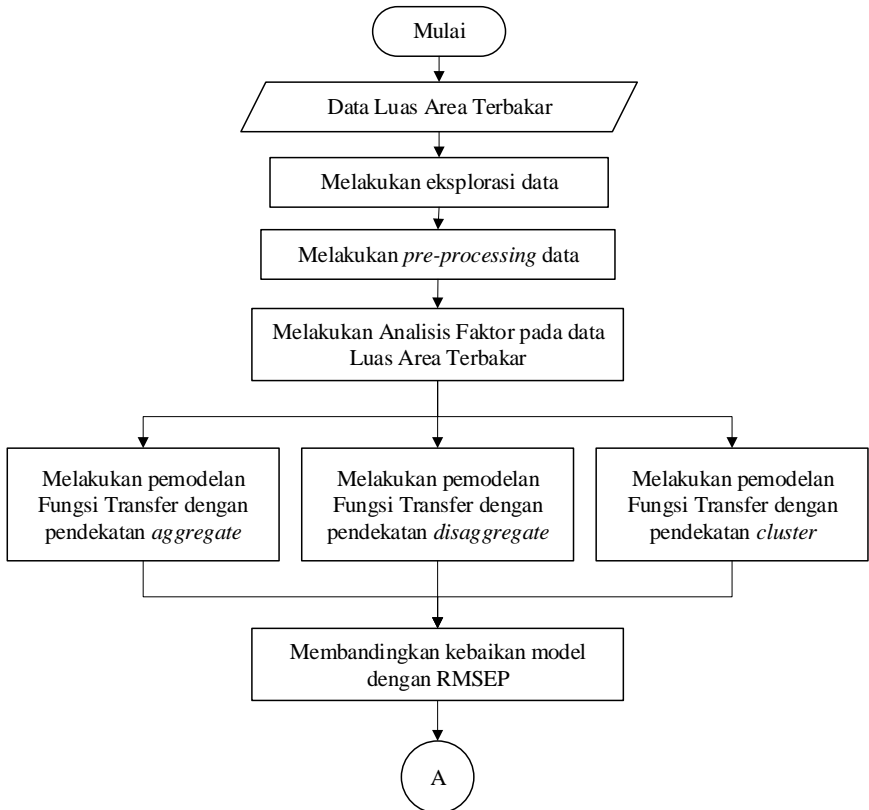 Mulai
Data Luas Area Terbakar
Melakukan eksplorasi data
Melakukan pre-processing data
Melakukan Analisis Faktor pada data
Luas Area Terbakar
Melakukan pemodelan
Fungsi Transfer dengan
pendekatan aggregate
Melakukan pemodelan
Fungsi Transfer dengan
pendekatan disaggregate
Melakukan pemodelan
Fungsi Transfer dengan
pendekatan cluster
Membandingkan kebaikan model
dengan RMSEP
A